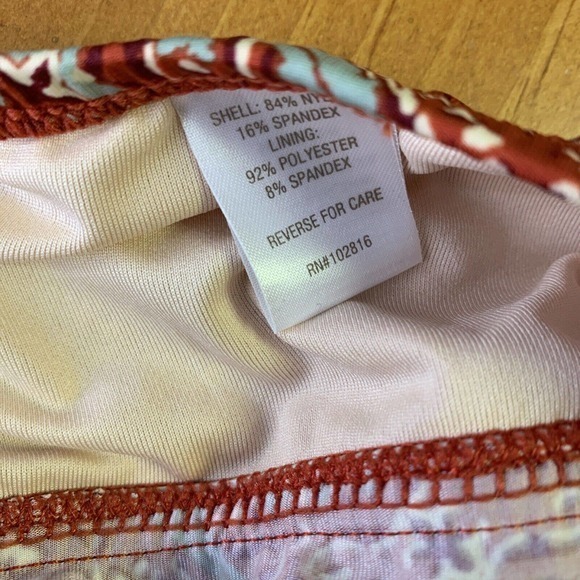 SHELL: 84% NYL
16% SPANDEX
LINING:
92% POLYESTER
8% SPANDEX
REVERSE FOR CARE
RN#102816